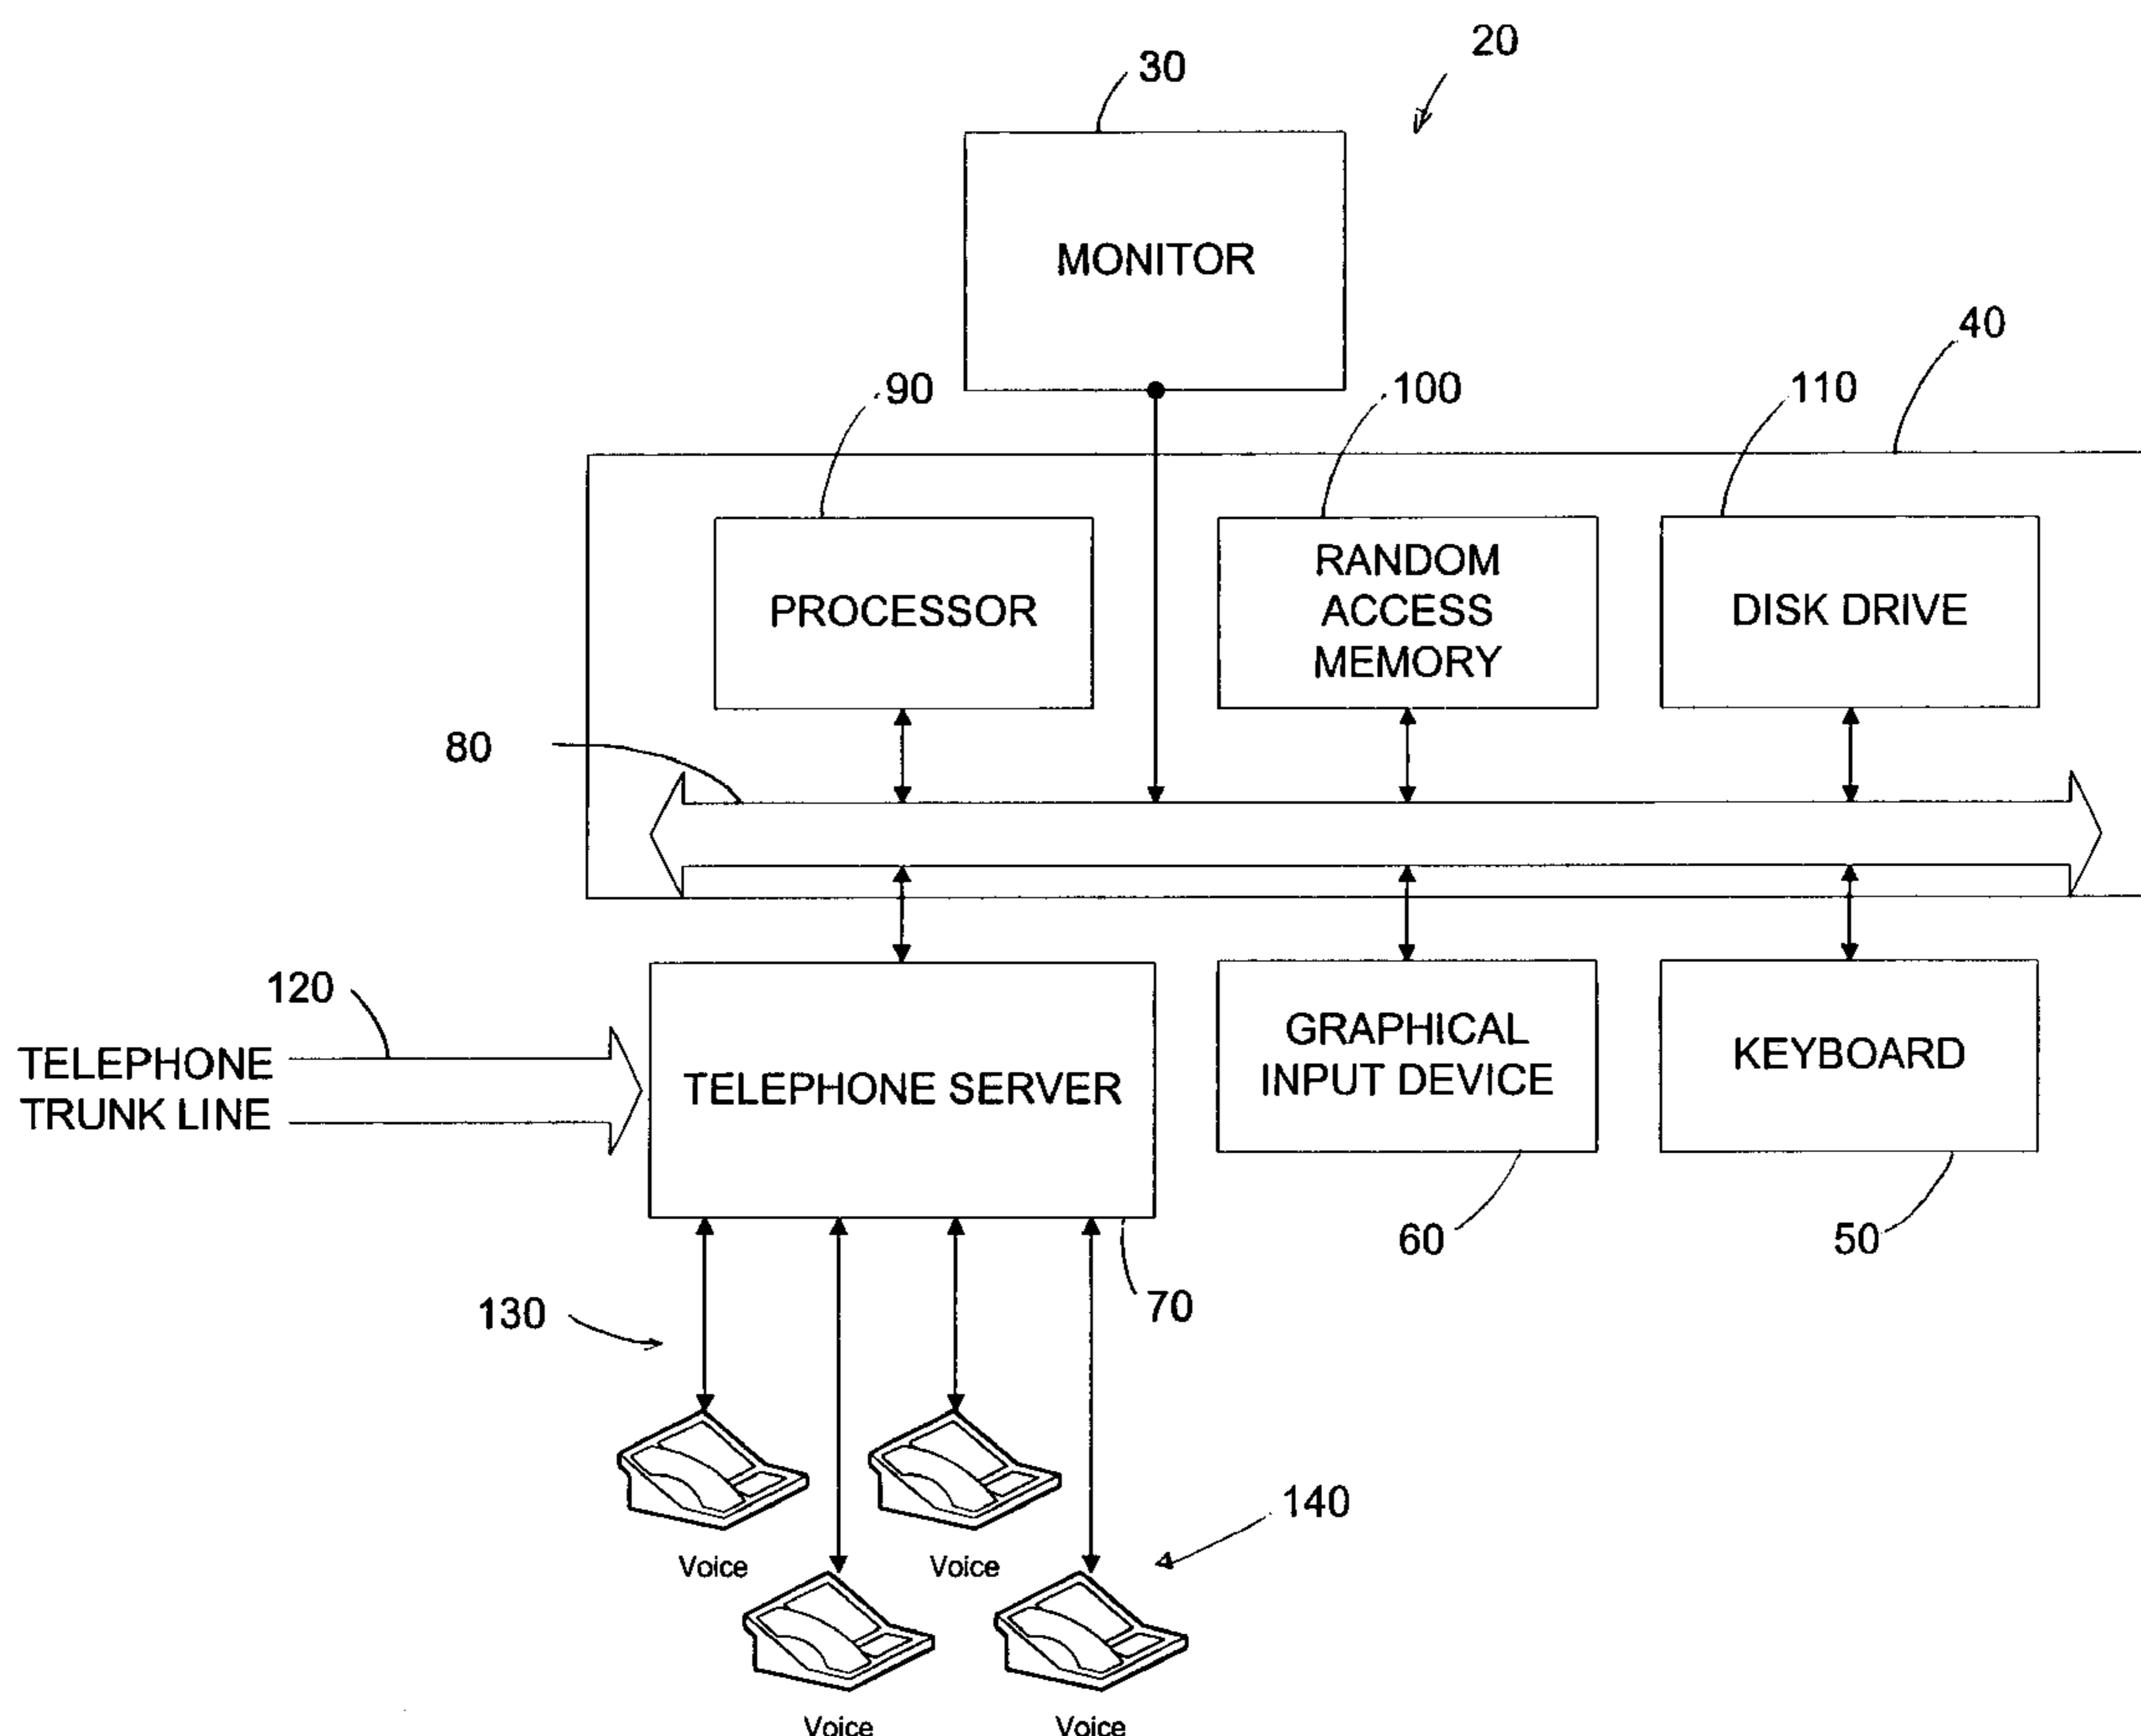 20
30
MONITOR
40
90
100
110
PROCESSOR
RANDOM
ACCESS
MEMORY
DISK DRIVE
80
120
TELEPHONE
TRUNK LINE
TELEPHONE SERVER
GRAPHICAL
INPUT DEVICE
KEYBOARD
60
50
70
130
140
Voice
Voice
Voice
Voice